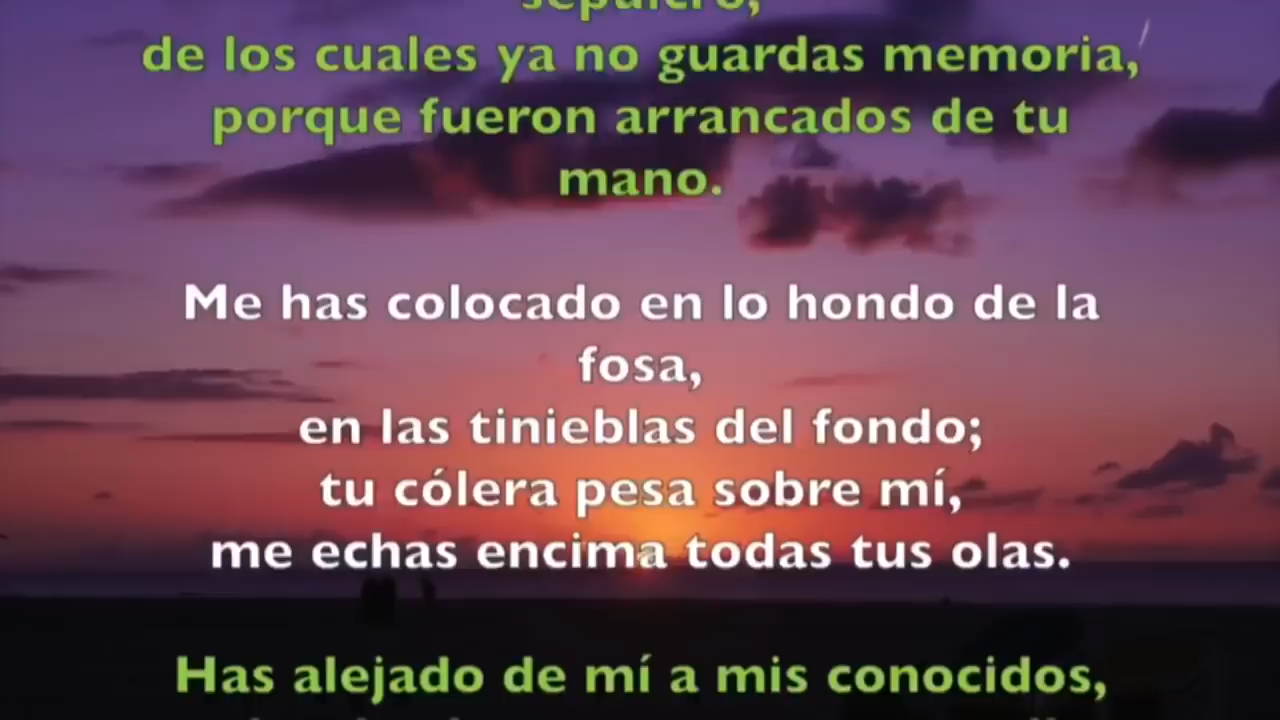 sepulcro,
de los cuales ya no guardas memoria,
porque fueron arrancados de tu
mano.
Me has colocado en lo hondo de la
fosa,
en las tinieblas del fondo;
tu cólera pesa sobre mí,
me echas encima todas tus olas.
Has alejado de mí a mis conocidos,